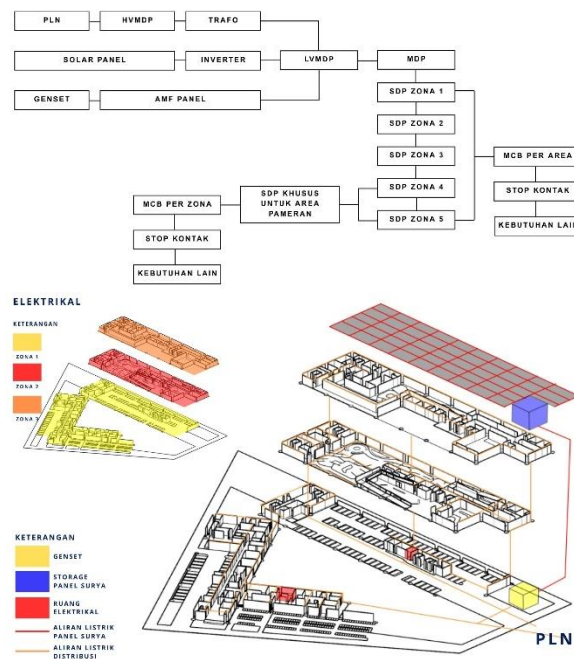 PLN
HVMDP
TRAFO
SOLAR PANEL
INVERTER
LVMDP
MDP
GENSET
AMF PANEL
SDP ZONA 1
SDP ZONA 2
SDP ZONA 3
SDP ZONA 4
SDP ZONA 5
MCB PER AREA
STOP KONTAK
KEBUTUHAN LAIN
SDP KHUSUS
UNTUK AREA
PAMERAN
MCB PER ZONA
STOP KONTAK
KEBUTUHAN LAIN
ELEKTRIKAL
KETERANGAN
ZONA 1
ZONA 2
ZONA 3
KETERANGAN
GENSET
STORAGE
PANEL SURYA
RUANG
ELEKTRIKAL
ALIRAN LISTRIK
PANEL SURYA
ALIRAN LISTRIK
DISTRIBUSI
PLN